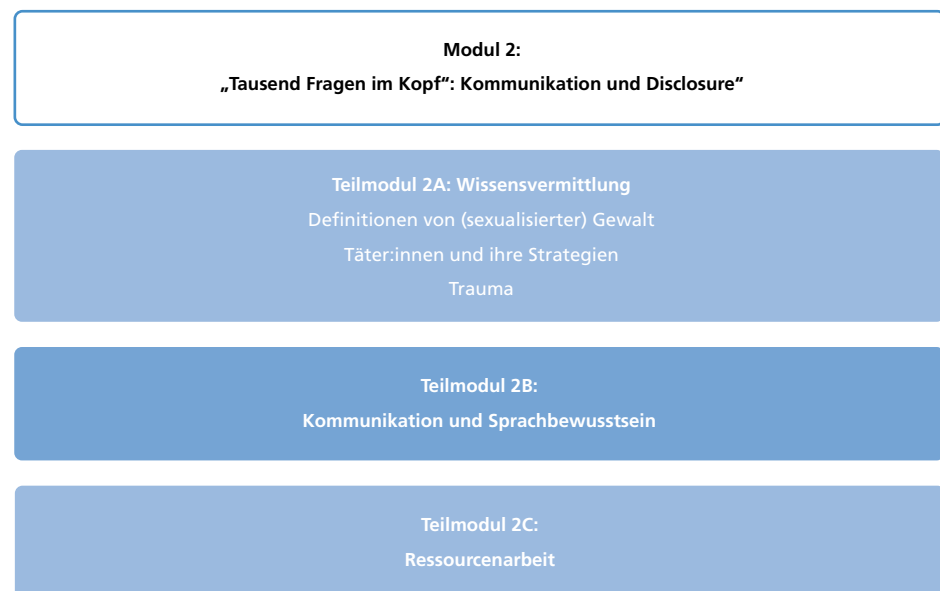 Modul 2:
„Tausend Fragen im Kopf“: Kommunikation und Disclosure“
Teilmodul 2A: Wissensvermittlung
Definitionen von (sexualisierter) Gewalt
Täter:innen und ihre Strategien
Trauma
Teilmodul 2B:
Kommunikation und Sprachbewusstsein
Teilmodul 2C:
Ressourcenarbeit